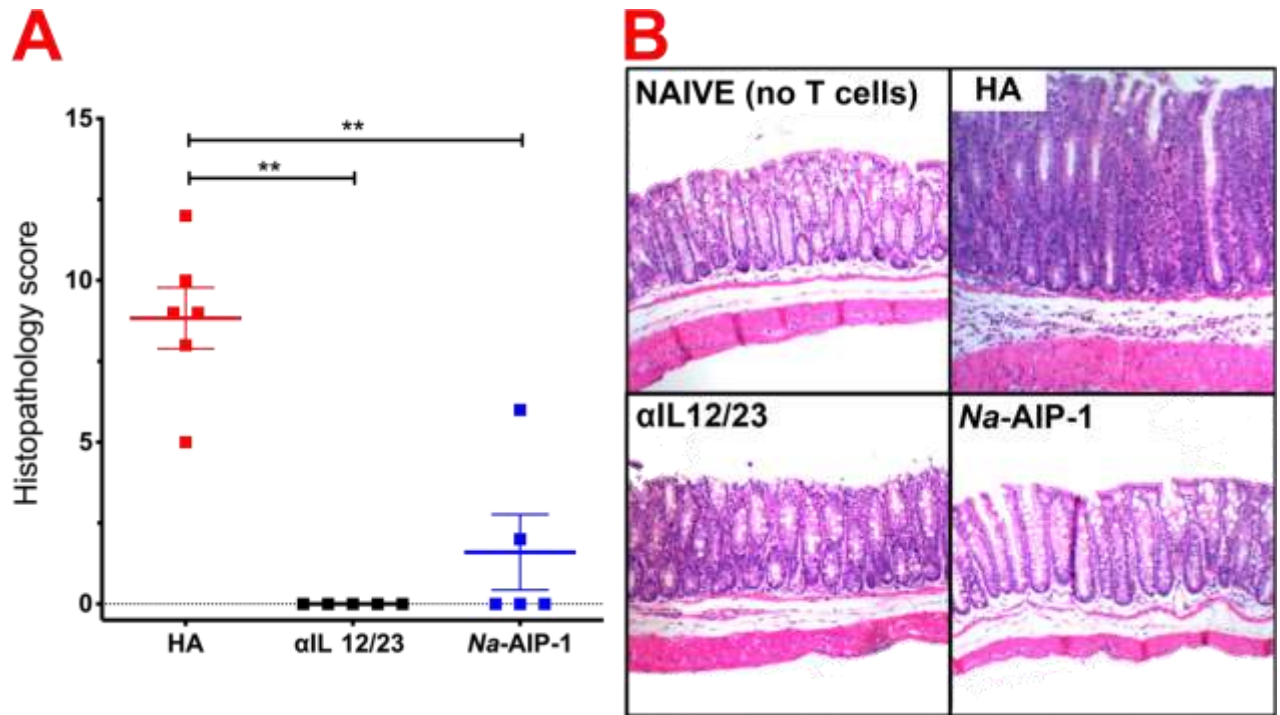 A
B
15
10
5
0
Histopathology score
**
**
HA
αIL 12/23
Na-AIP-1
NAIVE (no T cells)
HA
αIL12/23
Na-AIP-1